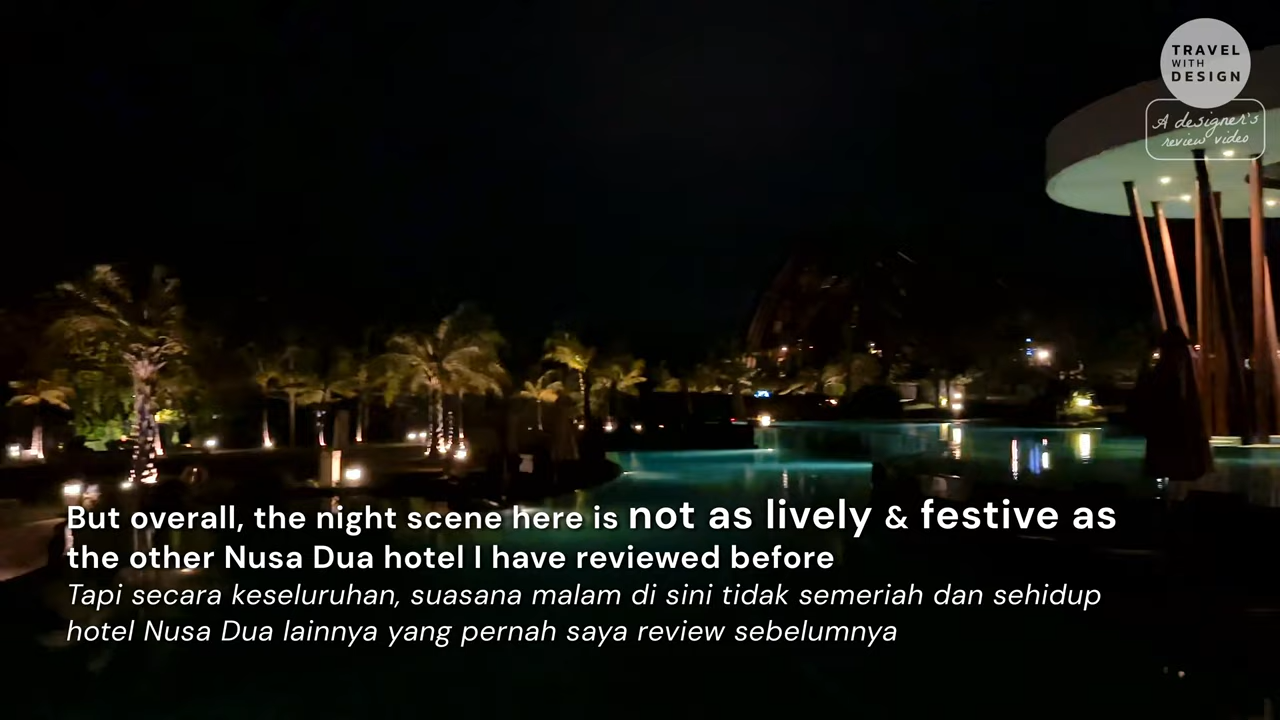 TRAVEL
WITH
DESIGN
A designer's
review video
But overall, the night scene here is not as lively & festive as
the other Nusa Dua hotel I have reviewed before
Tapi secara keseluruhan, suasana malam di sini tidak semeriah dan sehidup
hotel Nusa Dua lainnya yang pernah saya review sebelumnya